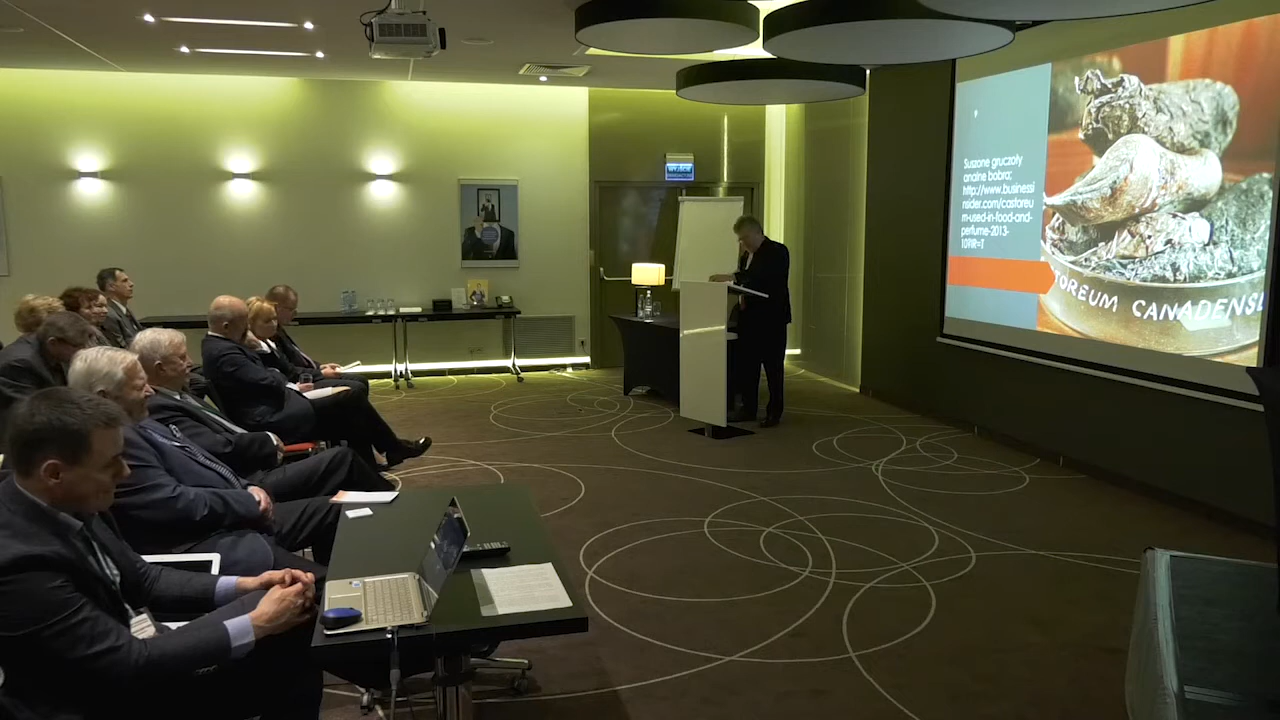 WYJŚCIE
Suszone gruczoły
analne bobra;
http://www.businessi
nsider.com/castoreu
m-used-in-food-and-
perfume-2013-
10?IR=T
TOREUM CANADENS